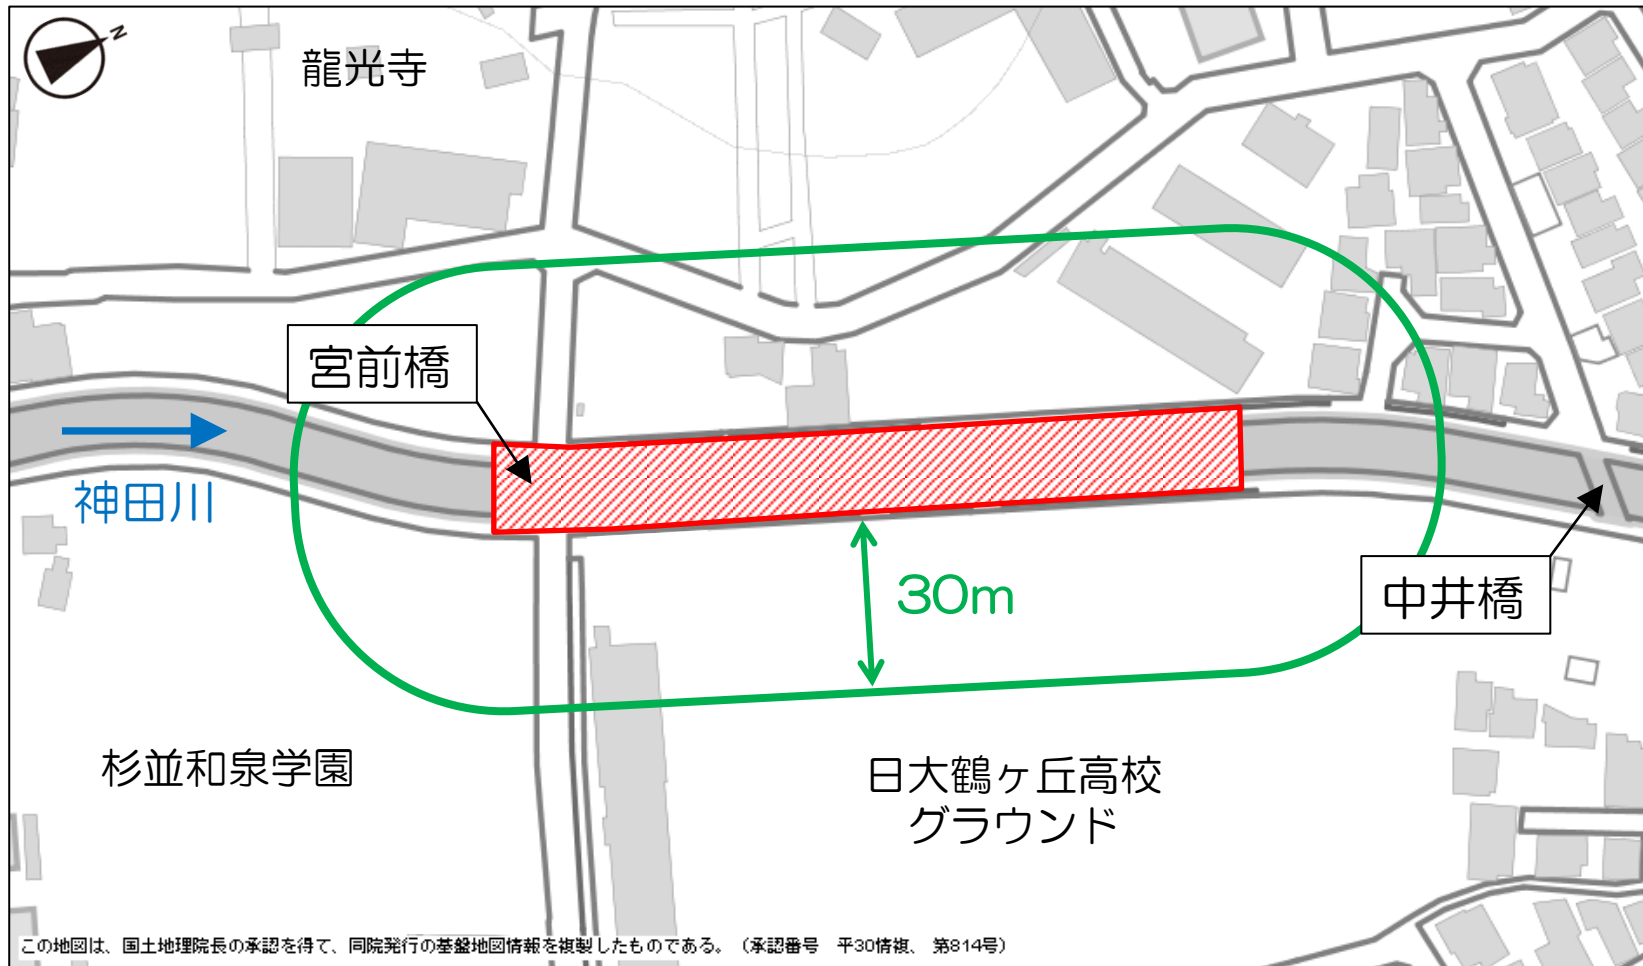 N
龍光寺
宮前橋
神田川
30m
中井橋
杉並和泉学園
日大鶴ヶ丘高校
グラウンド
この地図は、国土地理院長の承認を得て、同院発行の基盤地図情報を複製したものである。（承認番号　平30情複、 第814号）